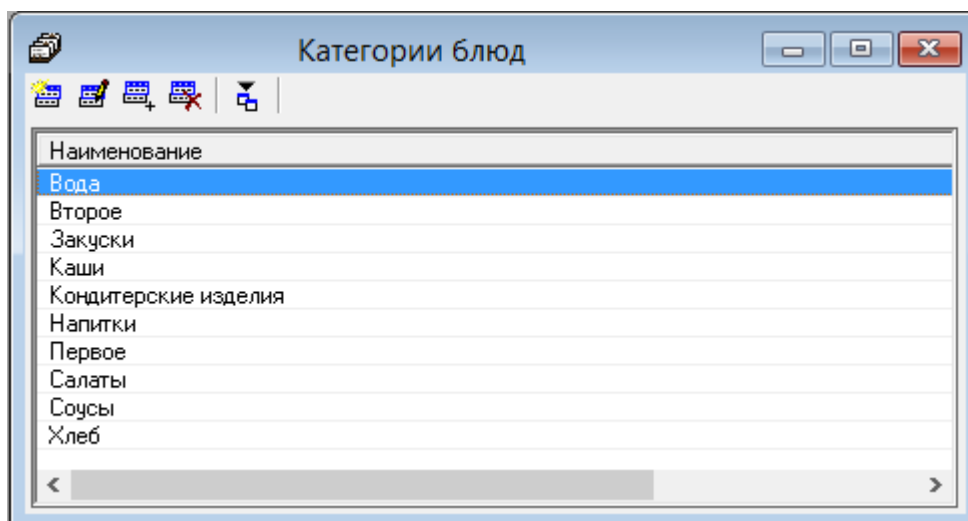 Категории блюд
Наименование
Вода
Второе
Закуски
Каши
Кондитерские изделия
Напитки
Первое
Салаты
Соусы
Хлеб